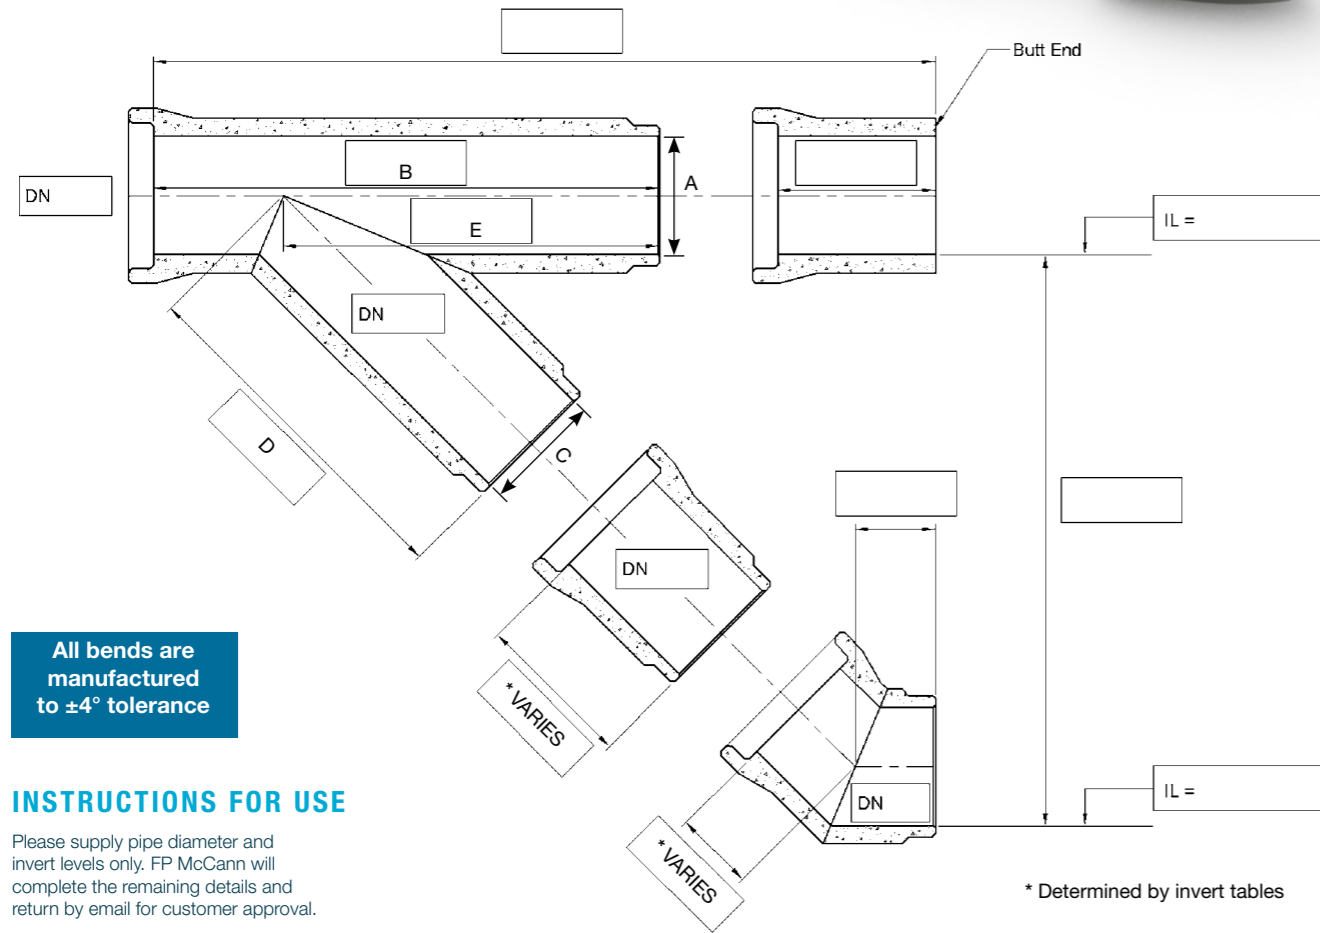 Butt End
B
A
DN
E
IL =
DN
D
C
DN
* VARIES
All bends are
manufactured
to ±4° tolerance
IL =
DN
* VARIES
INSTRUCTIONS FOR USE
Please supply pipe diameter and
invert levels only. FP McCann will
complete the remaining details and
return by email for customer approval.
* Determined by invert tables